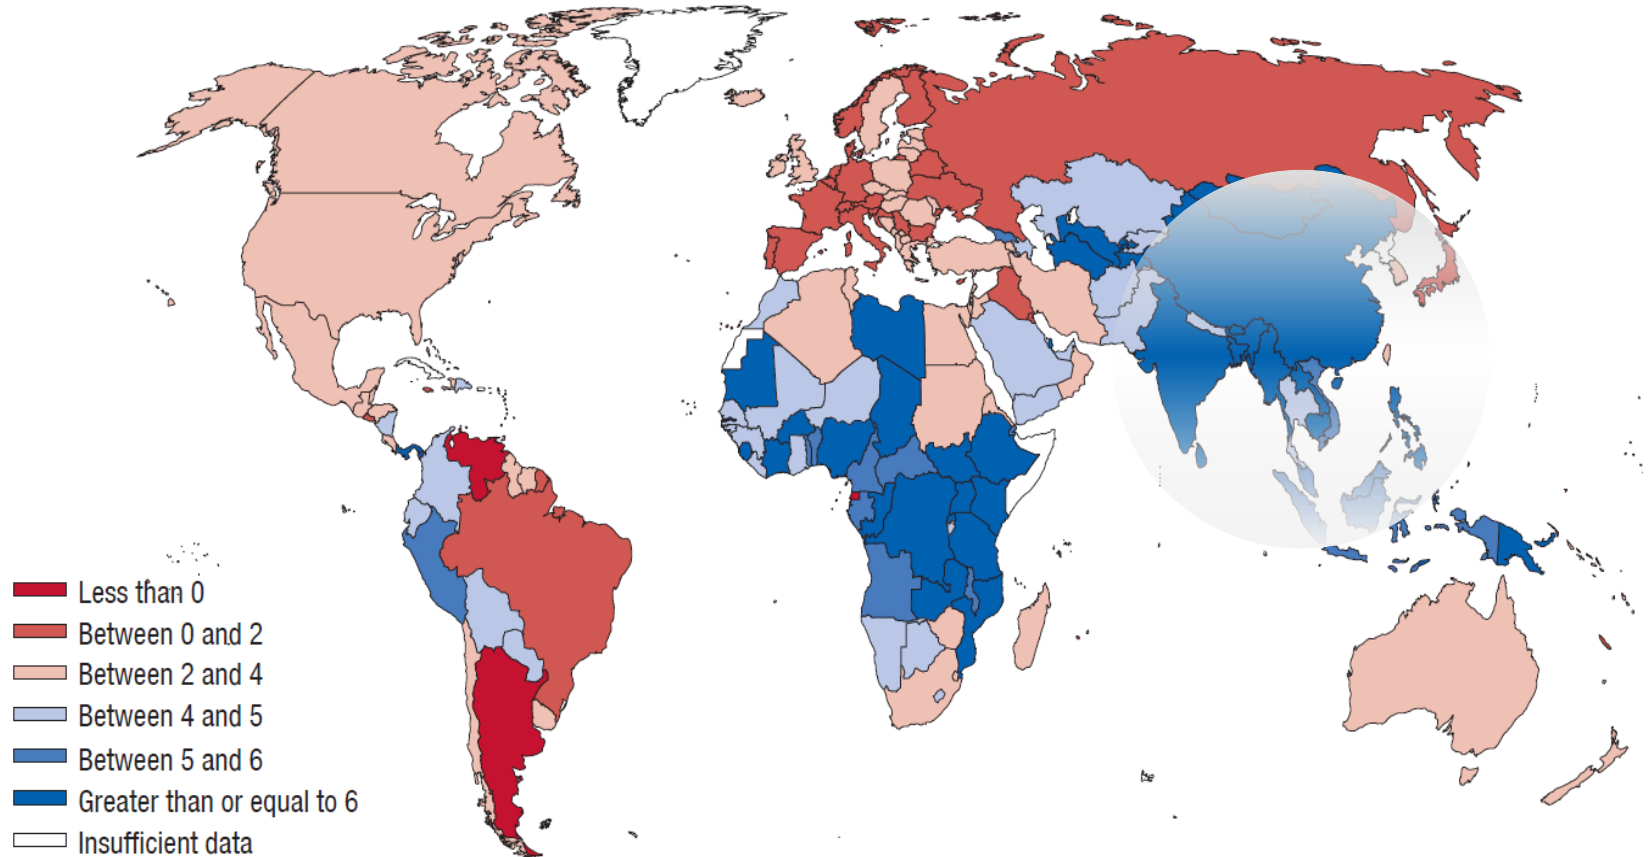 Less than 0
Between 0 and 2
Between 2 and 4
Between 4 and 5
Between 5 and 6
Greater than or equal to 6
Insufficient data